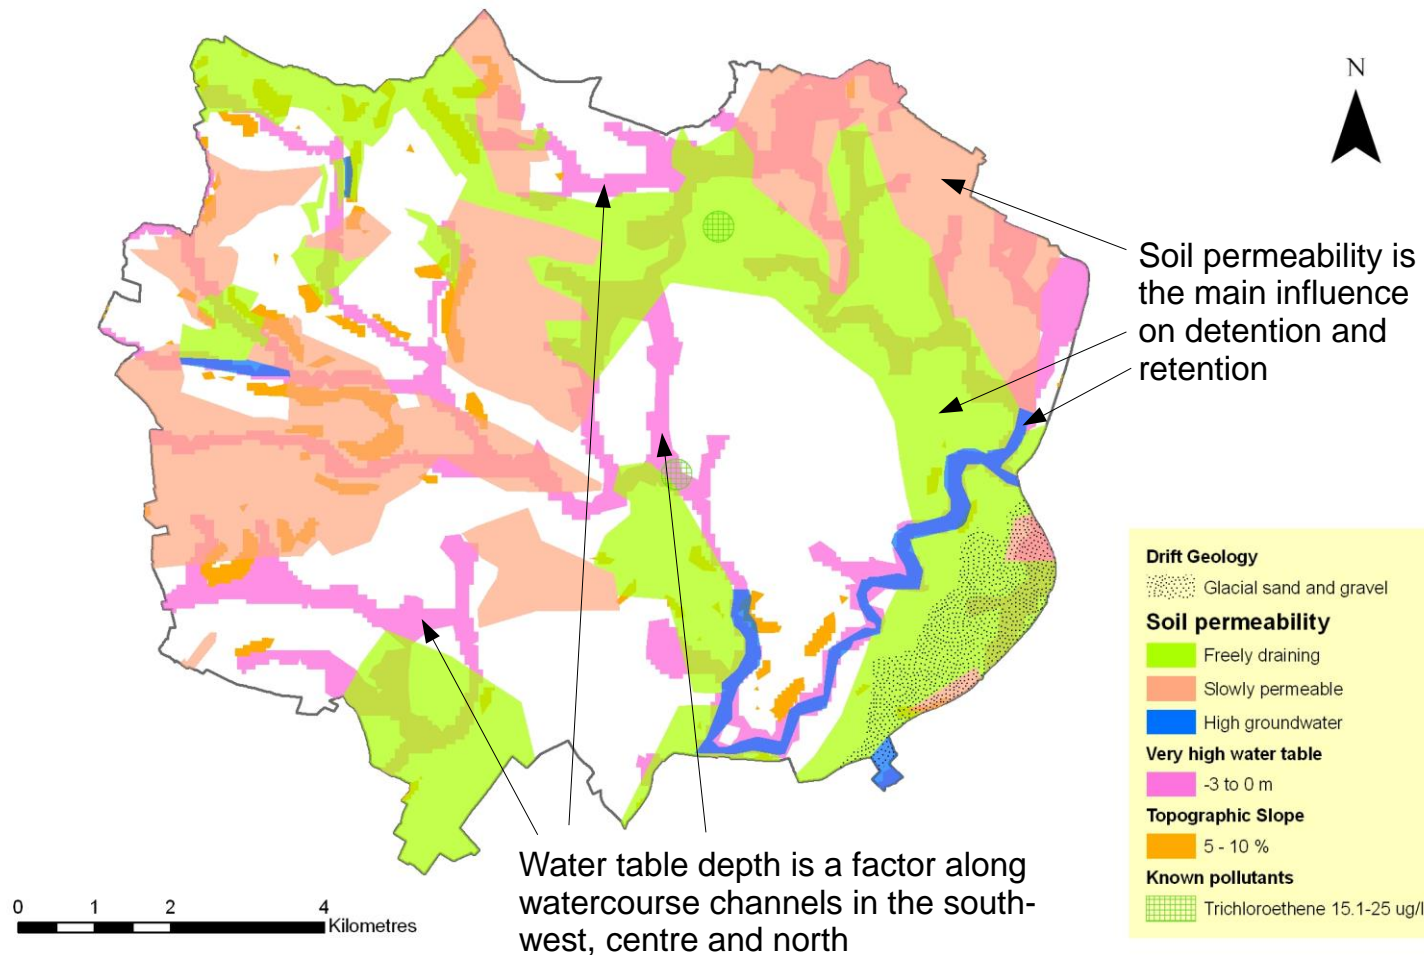 N
Soil permeability is
the main influence
on detention and
retention
Drift Geology
Glacial sand and gravel
Soil permeability
Freely draining
Slowly permeable
High groundwater
Very high water table
-3 to 0 m
Topographic Slope
5 - 10 %
Known pollutants
Trichloroethene 15.1-25 ug/l
Water table depth is a factor along
watercourse channels in the south-
west, centre and north
0 1 2 4
Kilometres